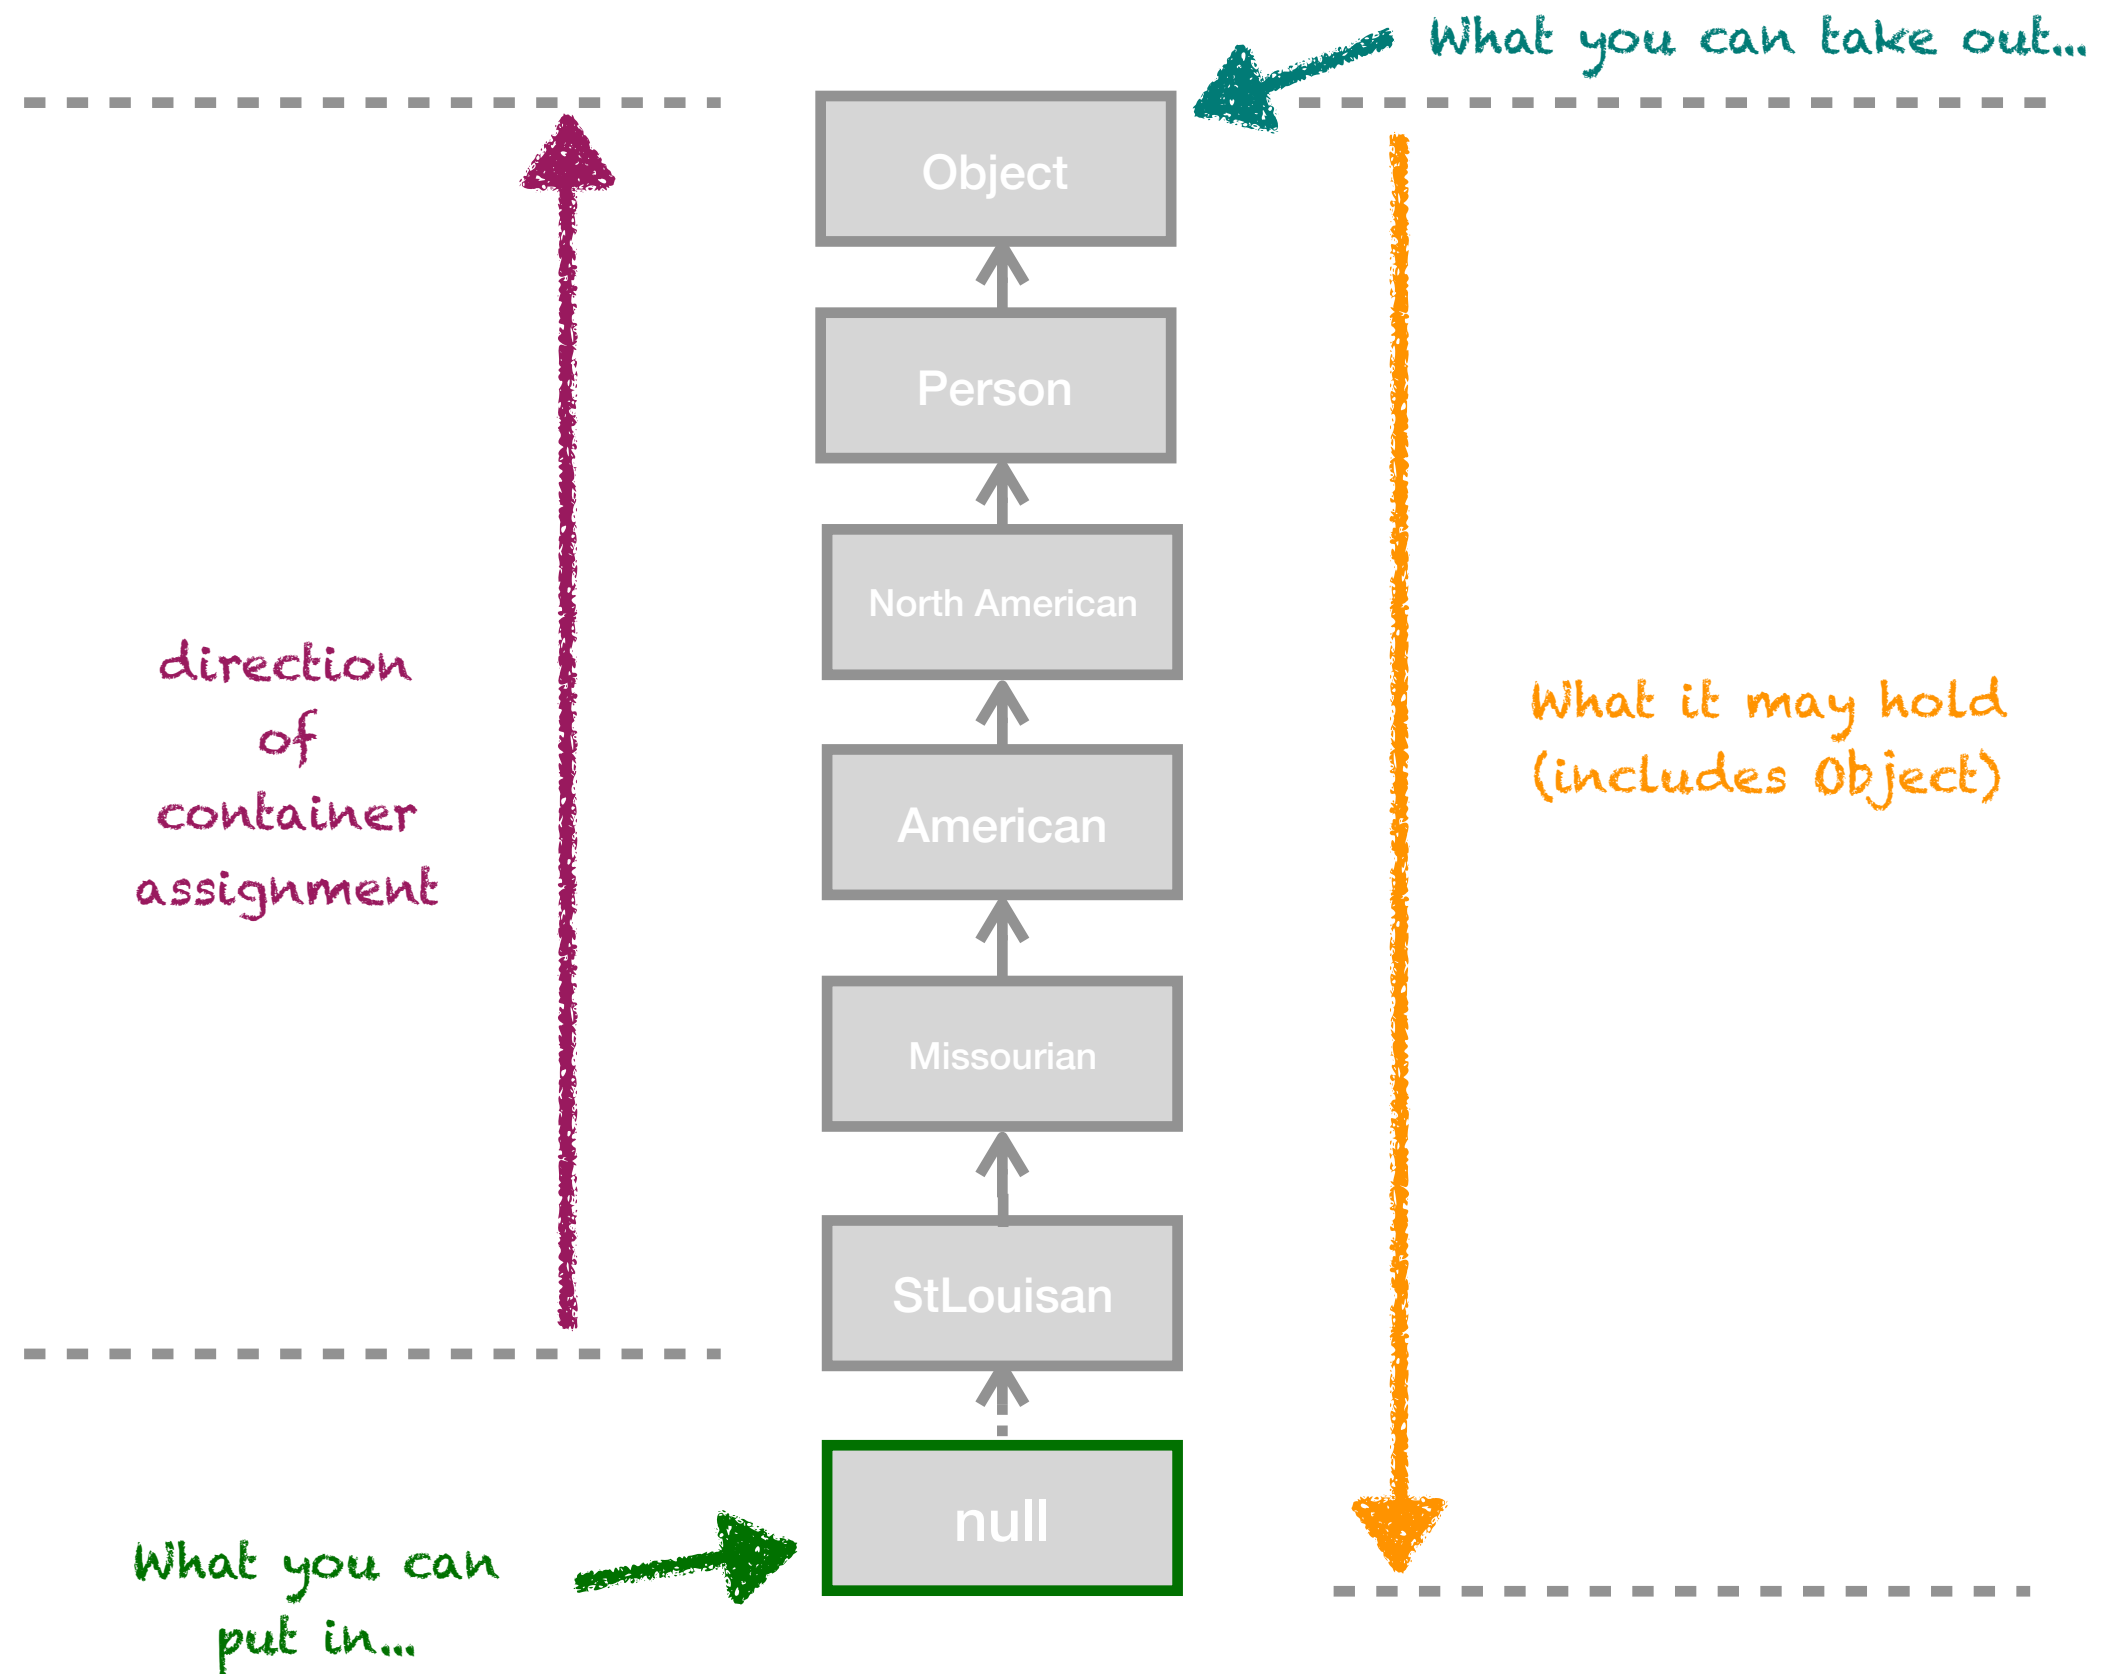 What you can take out...
Object
Person
North American
direction
of
container
assignment
What it may hold
(includes Object)
American
Missourian
StLouisan
null
What you can
put in...